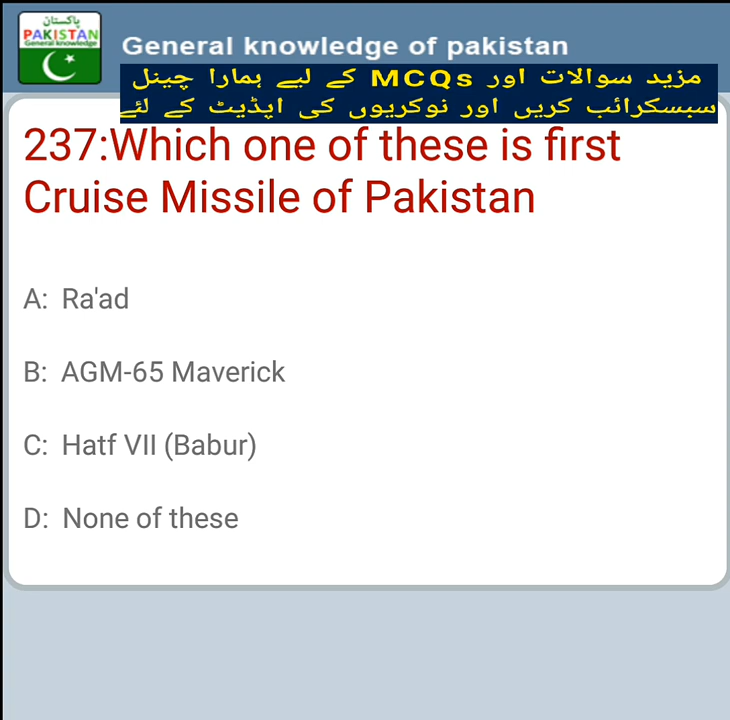 پاکستان
PAKISTAN
General knowledge
General knowledge of pakistan
مزید سوالات اور MCQs کے لیے ہمارا چینل
سبسکرائب کریں اور نوکریوں کی اپڈیٹ کے لئے
237:Which one of these is first
Cruise Missile of Pakistan
A: Ra'ad
B: AGM-65 Maverick
C: Hatf VII (Babur)
D: None of these